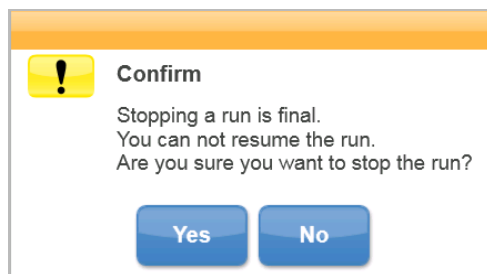 Confirm
Stopping a run is final.
You can not resume the run.
Are you sure you want to stop the run?
Yes No